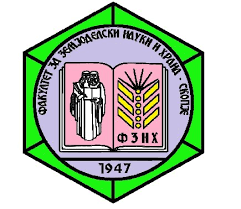 ФАКУЛТЕТ ЗА ЗЕМЈОДЕЛСКИ НАУКИ И ХРАНА - СКОПЈЕ
ФЗНХ
1947